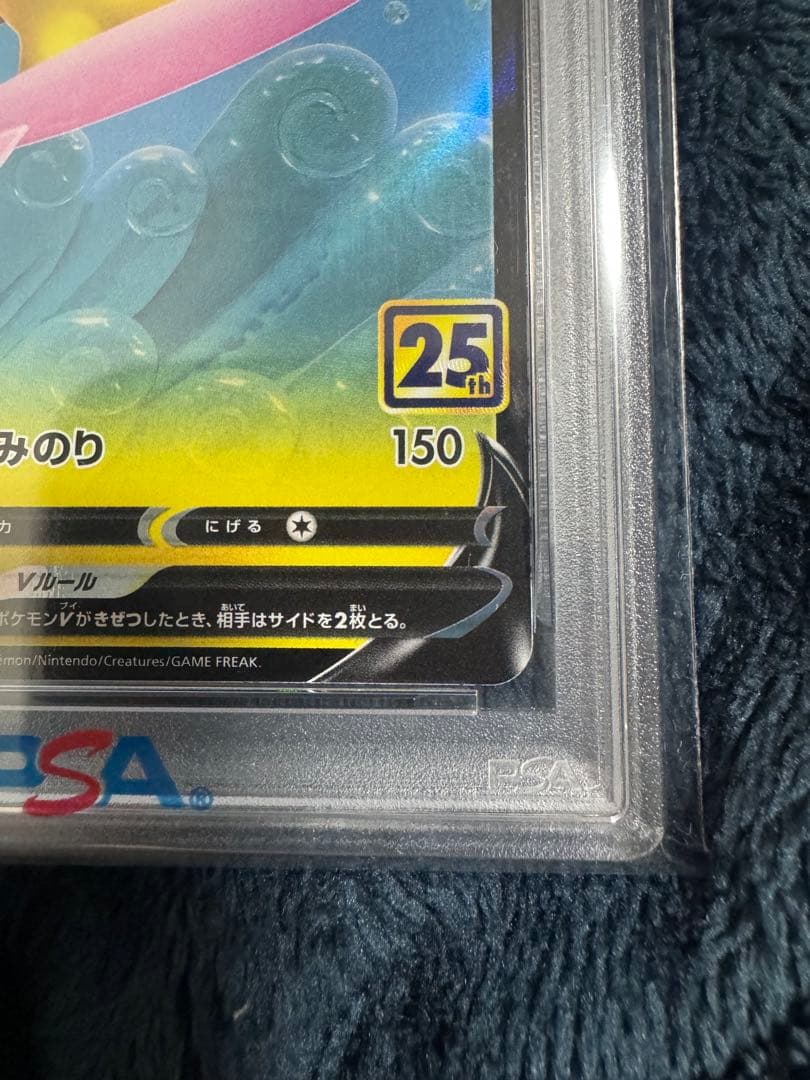 25th
みのり 150
力 にげる
Vルール
ポケモンVがきぜつしたとき、相手はサイドを2枚とる。
émon/Nintendo/Creatures/GAME FREAK.
PSA®
PSA